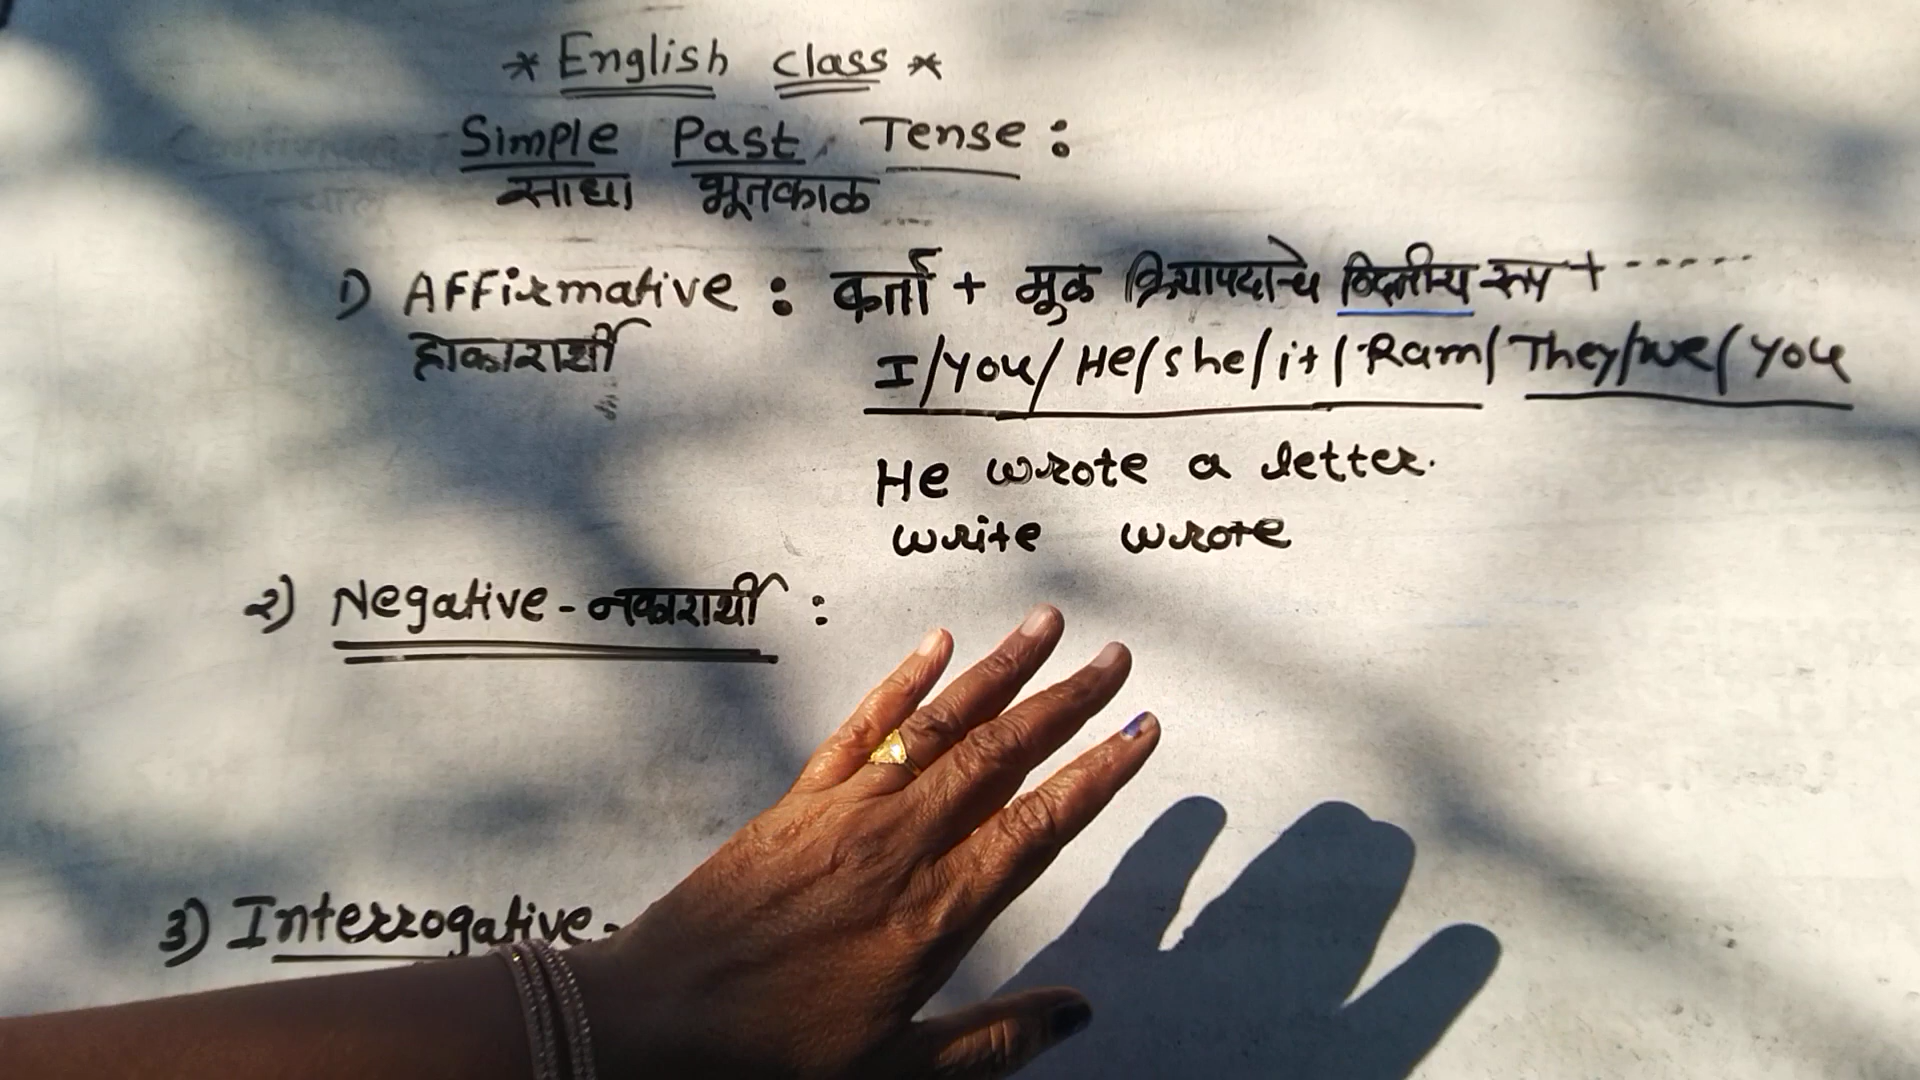 * English class *
Simple Past Tense :
साधा भूतकाळ
1) Affirmative : कर्ता + मुळ क्रियापदाचे द्वितीय रूप + ......
होकारार्थी
I/you/He/she/it/Ram/They/we/you
He wrote a letter.
write wrote
२) Negative - नकारार्थी :
3) Interrogative -